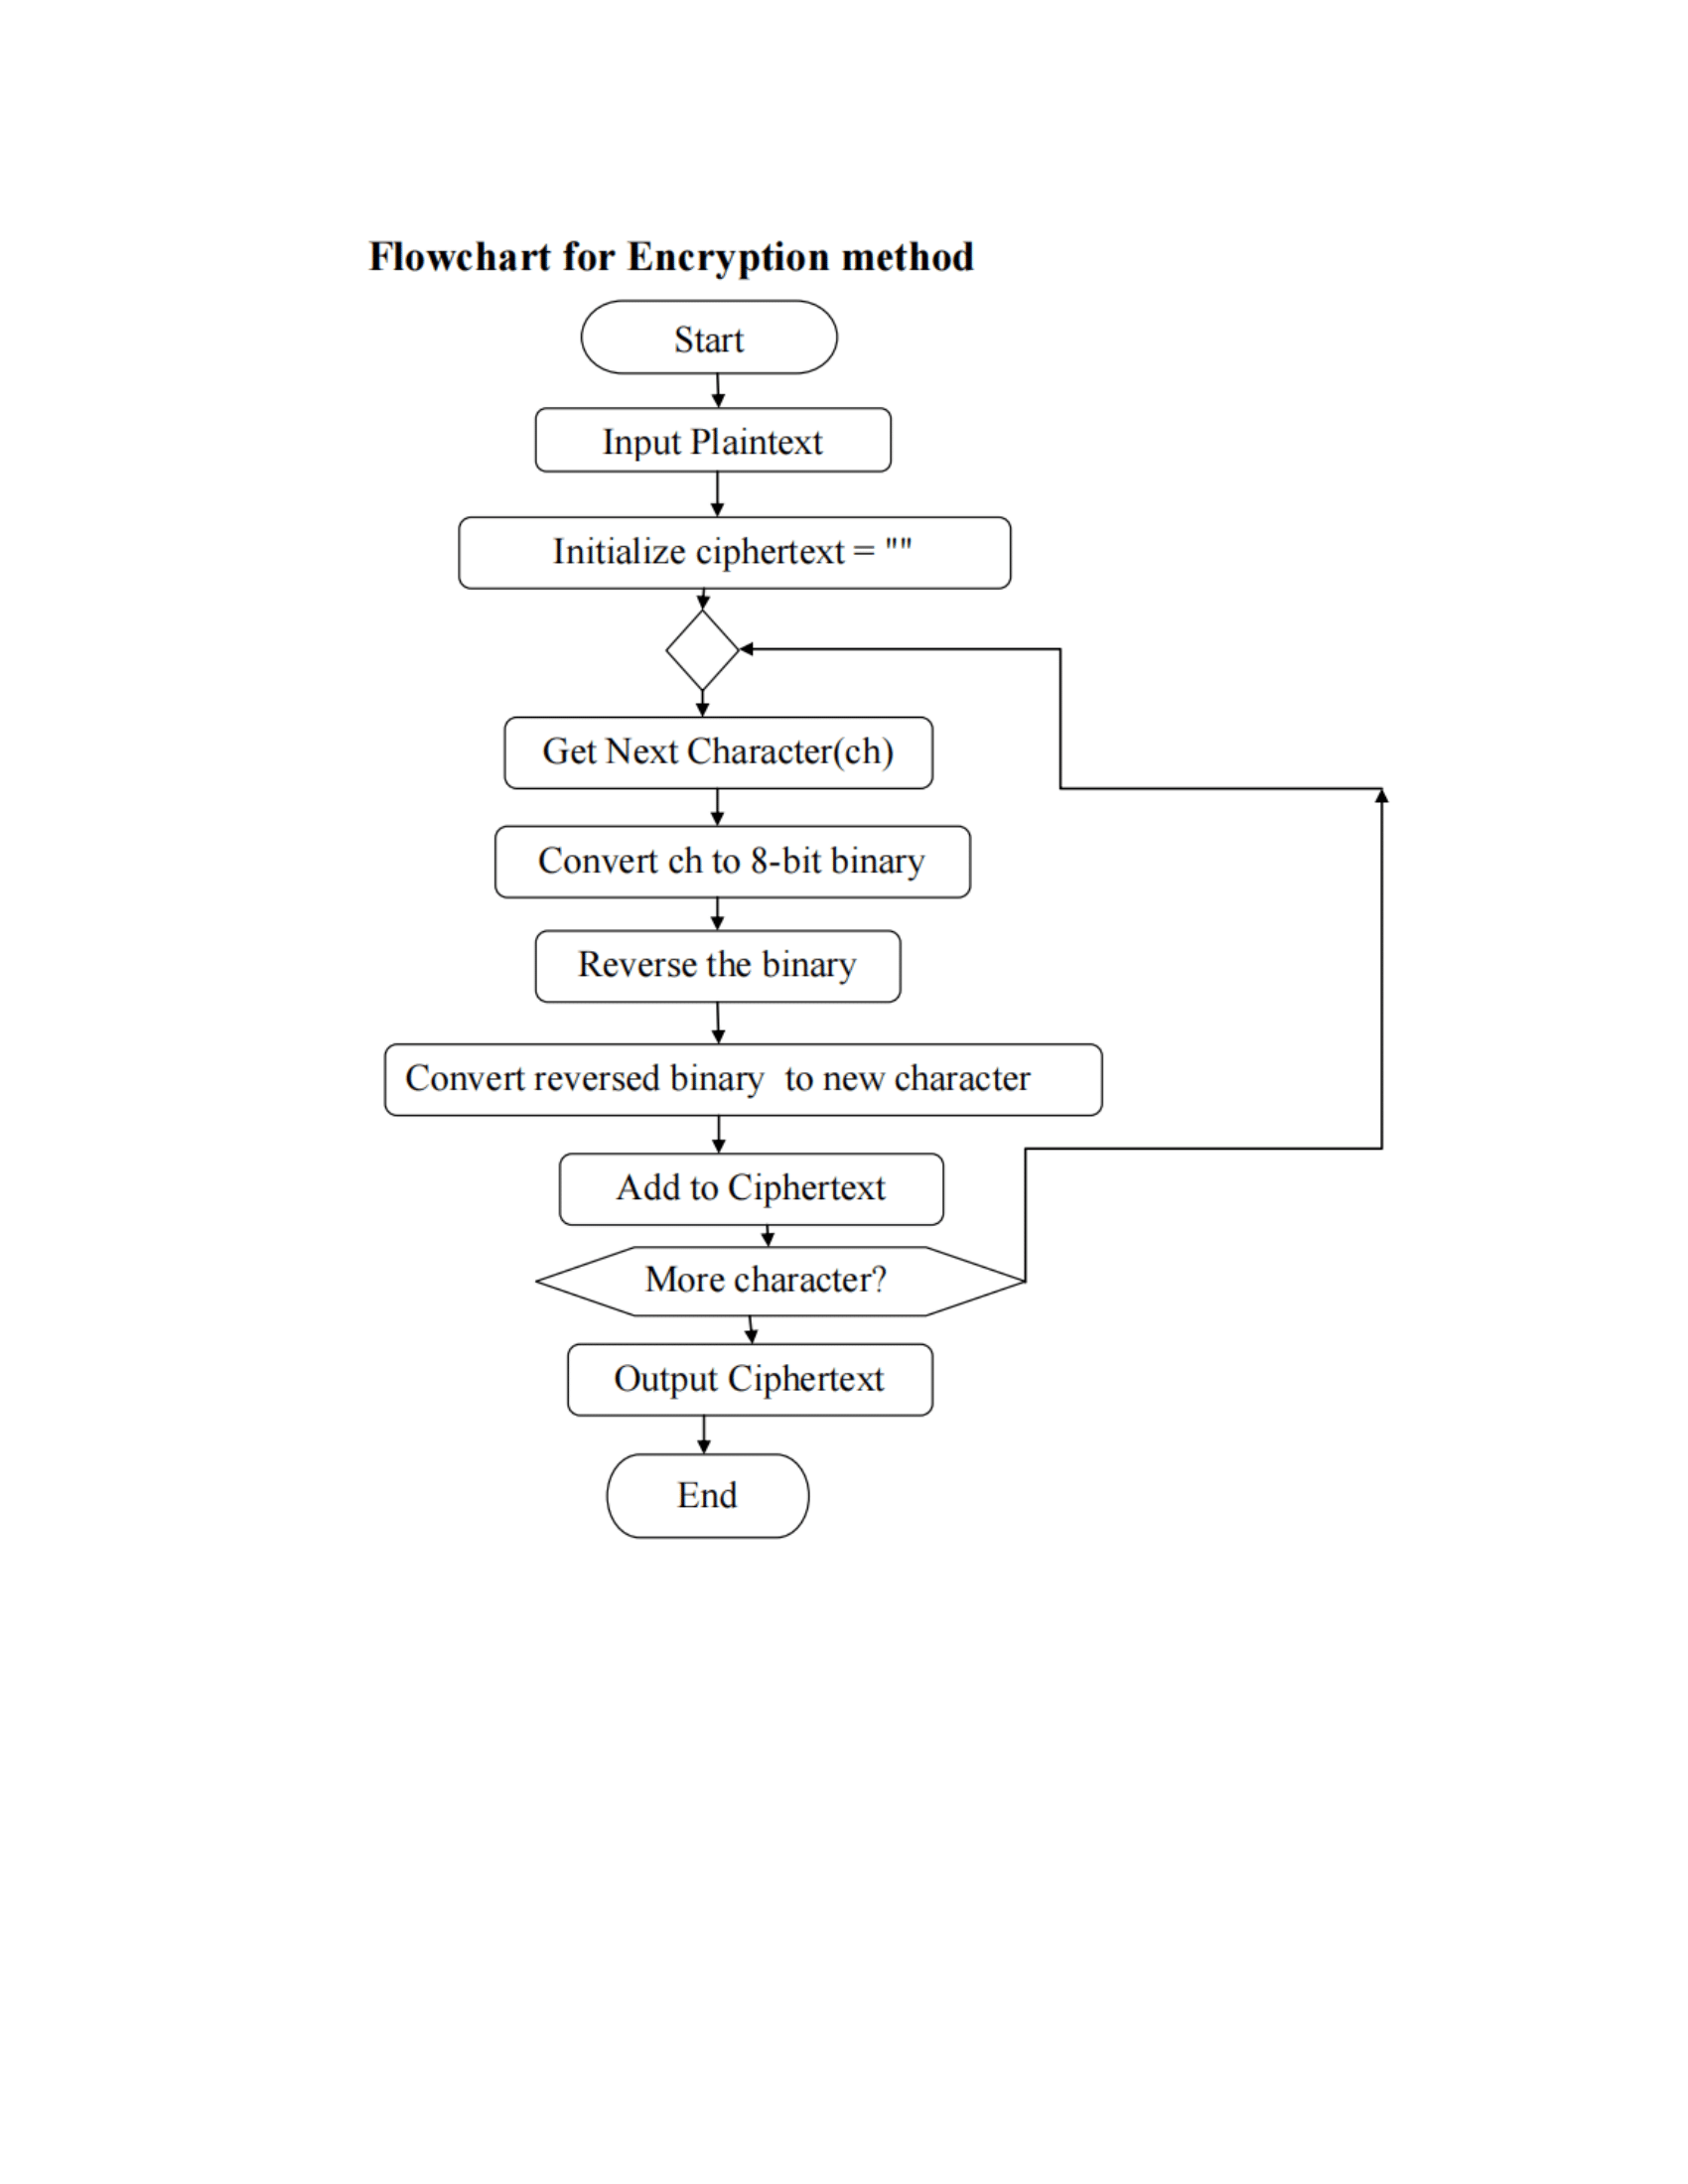 Flowchart for Encryption method
Start
Input Plaintext
Initialize ciphertext = ""
Get Next Character(ch)
Convert ch to 8-bit binary
Reverse the binary
Convert reversed binary  to new character
Add to Ciphertext
More character?
Output Ciphertext
End